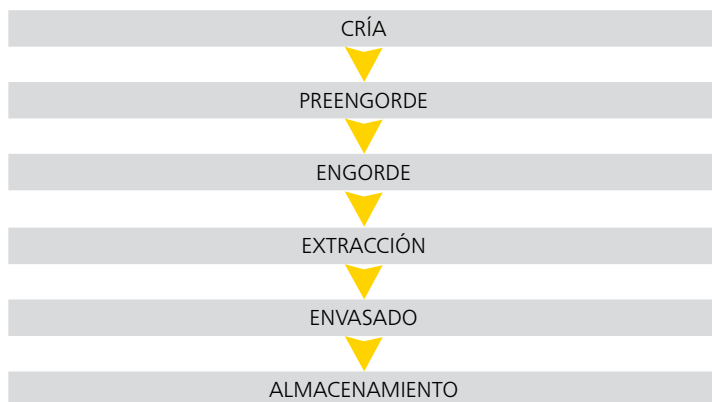 CRÍA
PREENGORDE
ENGORDE
EXTRACCIÓN
ENVASADO
ALMACENAMIENTO